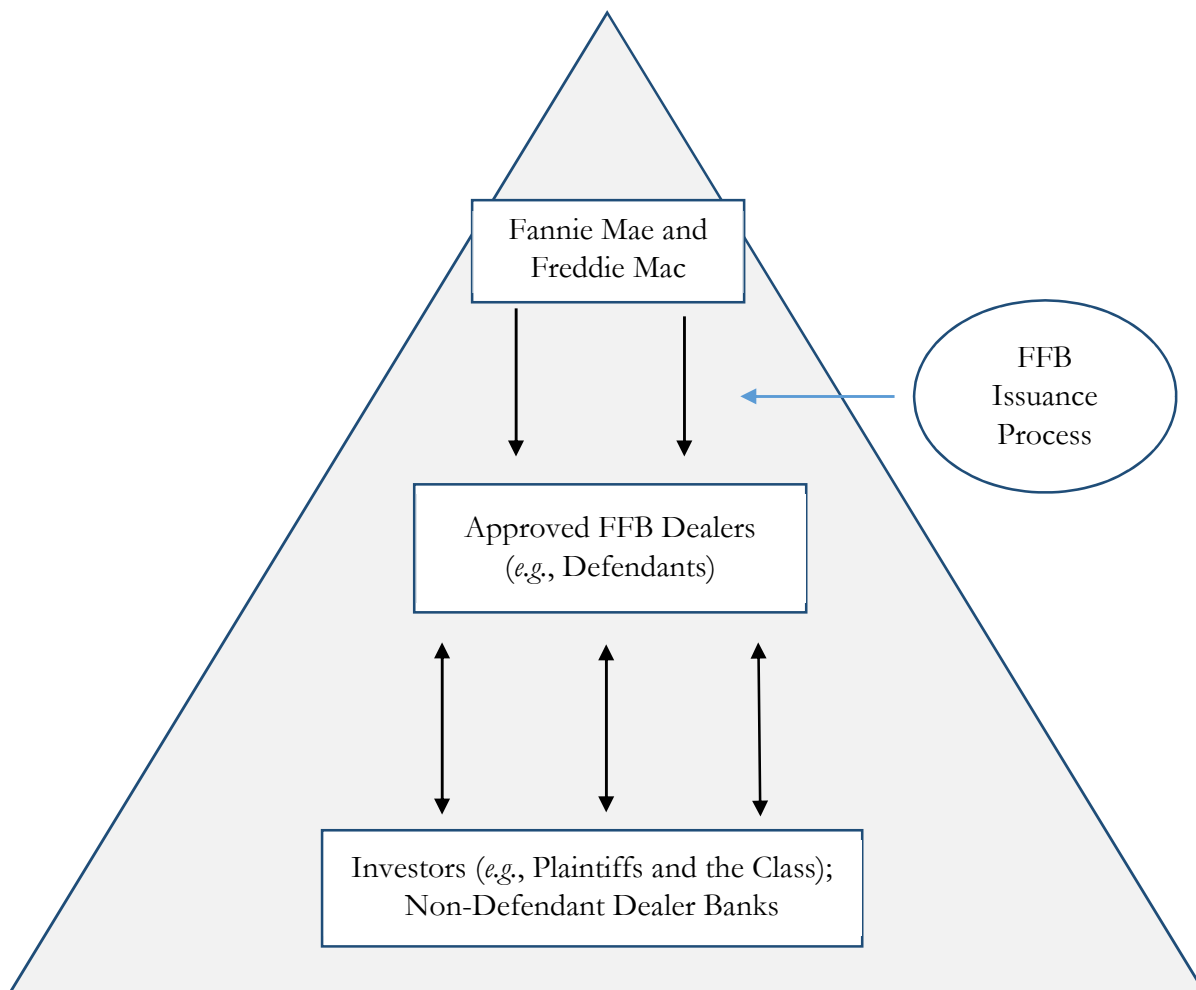 Fannie Mae and
Freddie Mac
FFB
Issuance
Process
Approved FFB Dealers
(e.g., Defendants)
Investors (e.g., Plaintiffs and the Class);
Non-Defendant Dealer Banks